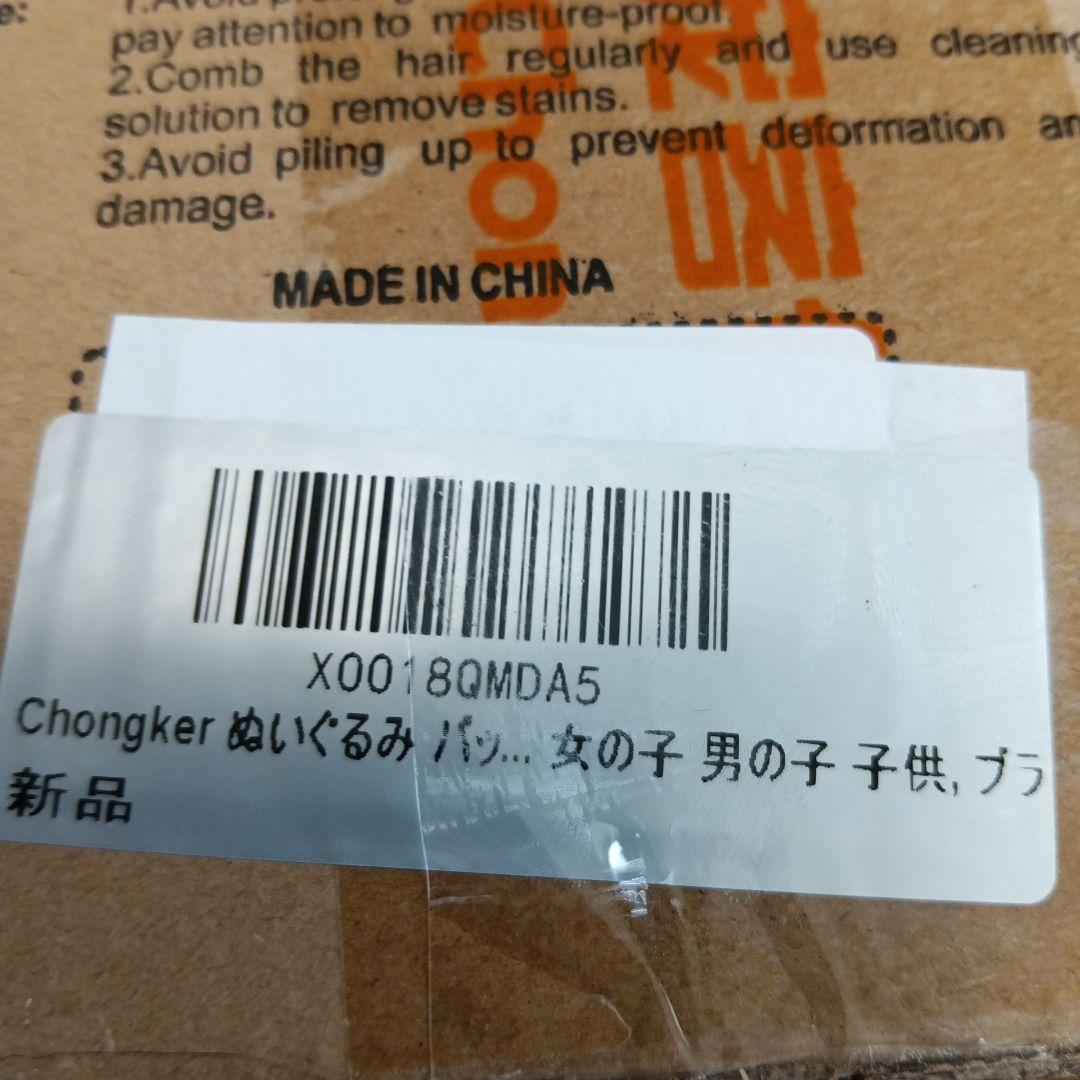 pay attention to moisture-proof.
2.Comb the hair regularly and use cleaning
solution to remove stains.
3.Avoid piling up to prevent deformation
damage.
MADE IN CHINA
X0018QMDA5
Chongker ぬいぐるみ バッ... 女の子 男の子 子供, ブラ
新品